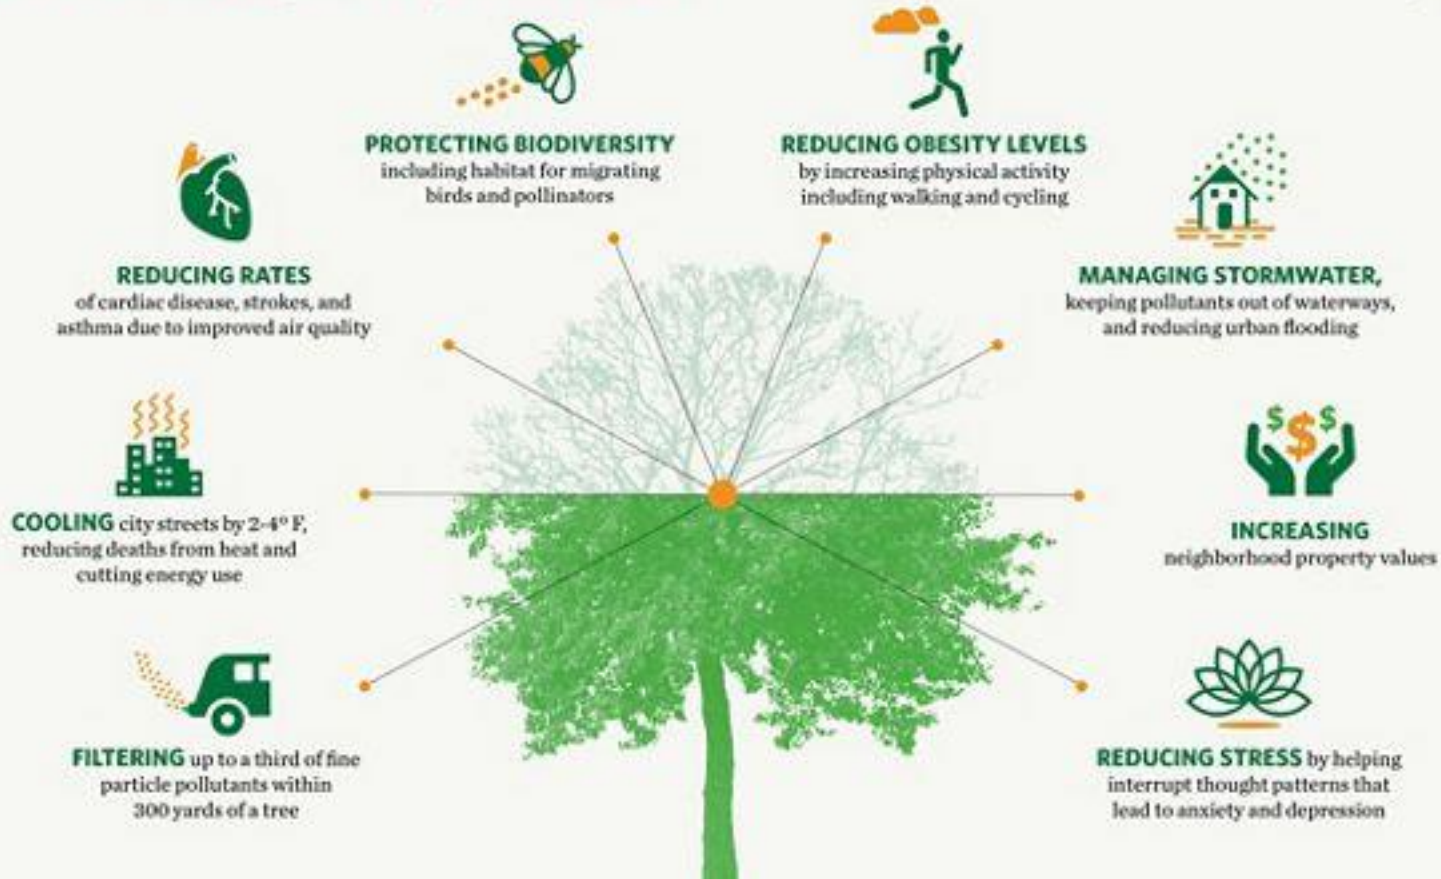 PROTECTING BIODIVERSITY
including habitat for migrating
birds and pollinators
REDUCING OBESITY LEVELS
by increasing physical activity
including walking and cycling
REDUCING RATES
of cardiac disease, strokes, and
asthma due to improved air quality
MANAGING STORMWATER,
keeping pollutants out of waterways,
and reducing urban flooding
COOLING city streets by 2-4° F,
reducing deaths from heat and
cutting energy use
$ $ $
INCREASING
neighborhood property values
FILTERING up to a third of fine
particle pollutants within
300 yards of a tree
REDUCING STRESS by helping
interrupt thought patterns that
lead to anxiety and depression